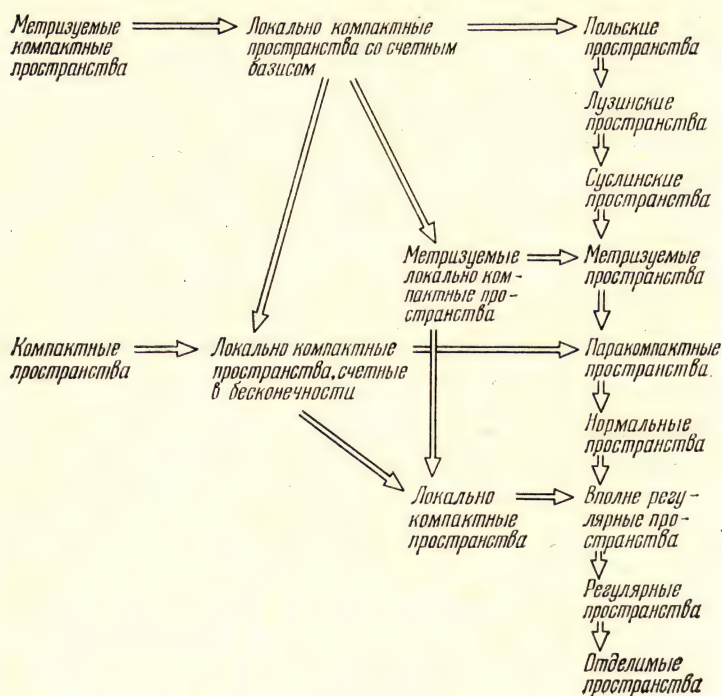 Метризуемые
компактные
пространства
Локально компактные
пространства со счетным
базисом
Польские
пространства
Лузинские
пространства
Суслинские
пространства
Метризуемые
локально ком-
пактные про-
странства
Метризуемые
пространства
Компактные
пространства
Локально компактные
пространства, счетные
в бесконечности
Паракомпактные
пространства.
Нормальные
пространства
Локально
компактные
пространства
Вполне регу-
лярные про-
странства
Регулярные
пространства
Отделимые
пространства